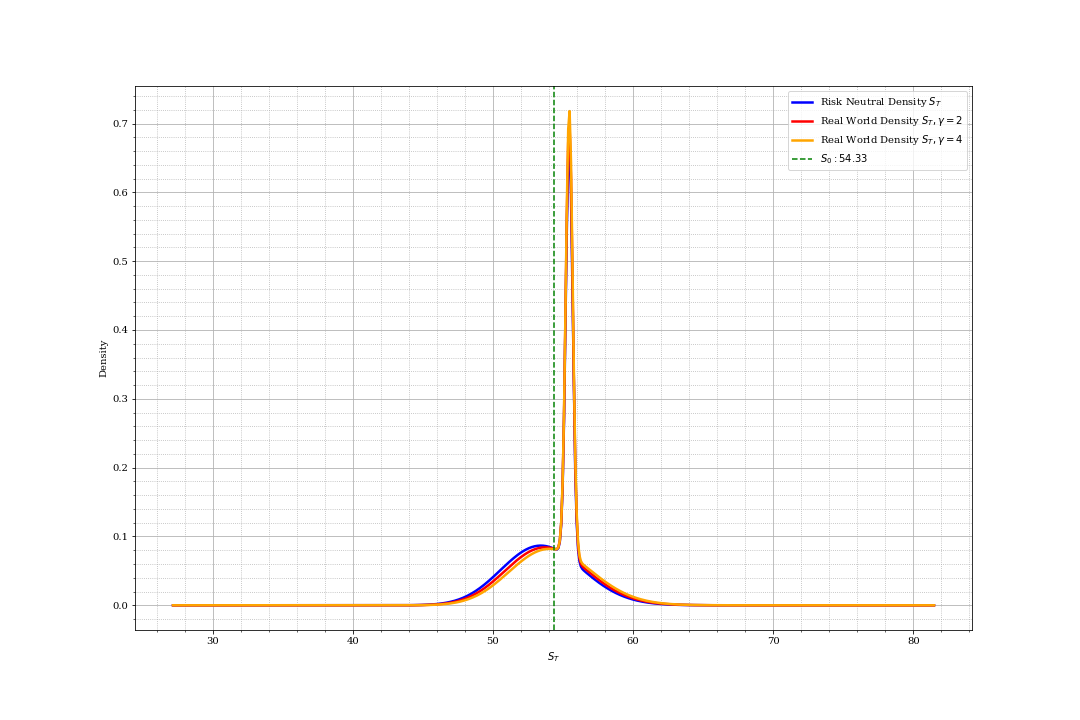 Risk Neutral Density $S_T$
Real World Density $S_T, γ = 2$
Real World Density $S_T, γ = 4$
$S_0 : 54.33$
0.7
0.6
0.5
0.4
0.3
0.2
0.1
0.0
Density
30 40 50 60 70 80
$S_T$